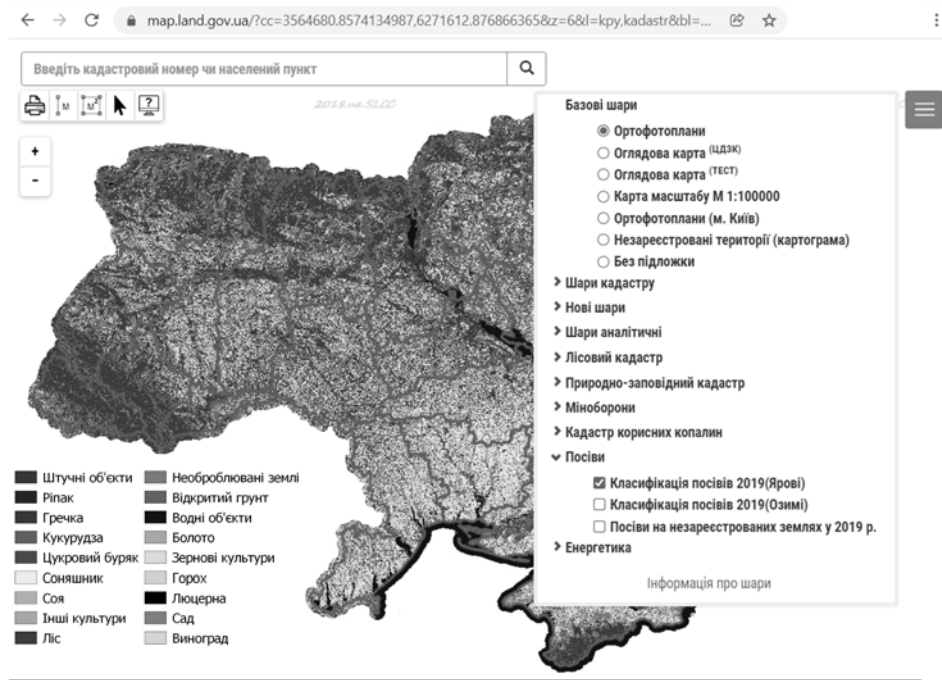 map.land.gov.ua/?cc=3564680.8574134987,6271612.876866365&z=6&l=kpy,kadastr&bl=...
Введіть кадастровий номер чи населений пункт
М М² ?
2018.ua.SLCC
+
-
Базові шари
Ортофотоплани
Оглядова карта (ЦДЗК)
Оглядова карта (ТЕСТ)
Карта масштабу М 1:100000
Ортофотоплани (м. Київ)
Незареєстровані території (картограма)
Без підложки
Шари кадастру
Нові шари
Шари аналітичні
Лісовий кадастр
Природно-заповідний кадастр
Міноборони
Кадастр корисних копалин
Посіви
Класифікація посівів 2019(Ярові)
Класифікація посівів 2019(Озимі)
Посіви на незареєстрованих землях у 2019 р.
Енергетика
Інформація про шари
Штучні об'єкти
Ріпак
Гречка
Кукурудза
Цукровий буряк
Соняшник
Соя
Інші культури
Ліс
Необроблювані землі
Відкритий грунт
Водні об'єкти
Болото
Зернові культури
Горох
Люцерна
Сад
Виноград